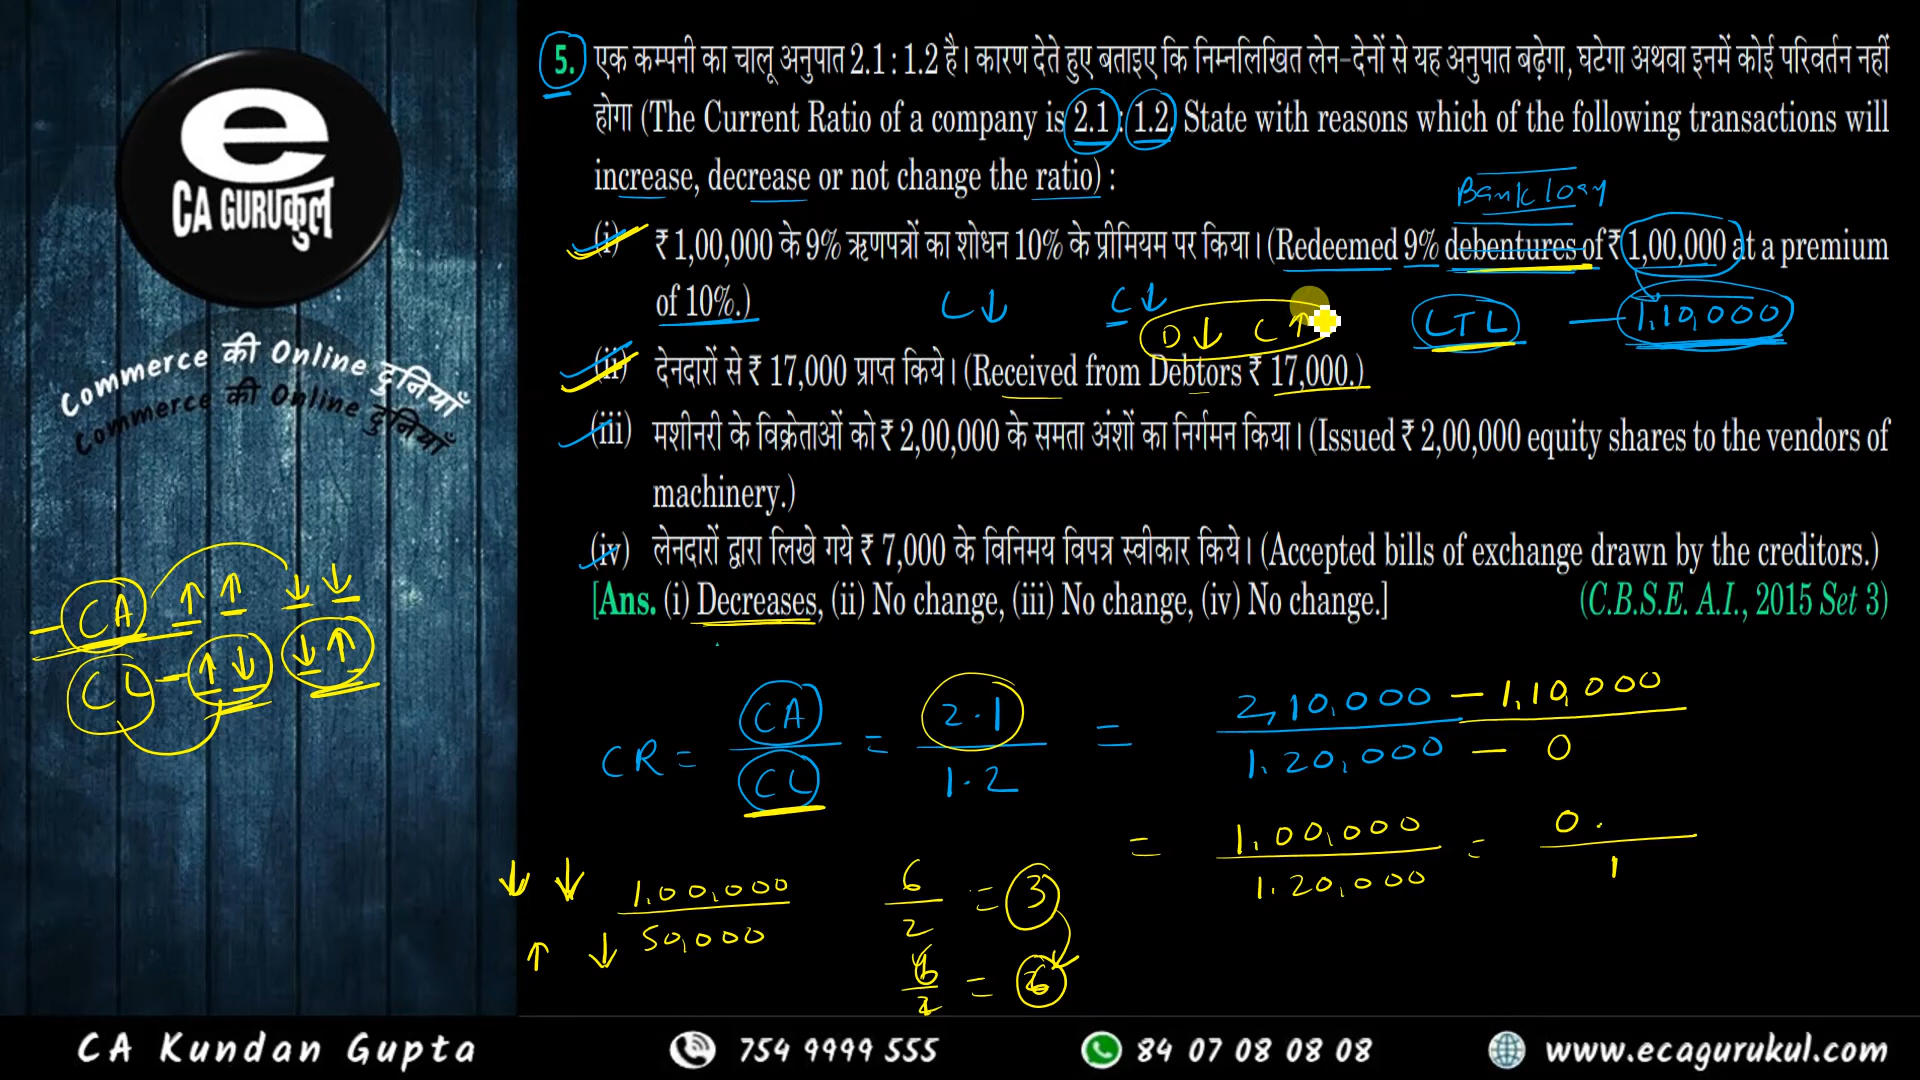 e
CA GURUकुल
Commerce की Online दुनियाँ
Commerce की Online दुनियाँ
5. एक कम्पनी का चालू अनुपात 2.1 : 1.2 है। कारण देते हुए बताइए कि निम्नलिखित लेन-देनों से यह अनुपात बढ़ेगा, घटेगा अथवा इनमें कोई परिवर्तन नहीं
होगा (The Current Ratio of a company is 2.1 : 1.2. State with reasons which of the following transactions will
increase, decrease or not change the ratio) :
Bank loan
(i) ₹ 1,00,000 के 9% ऋणपत्रों का शोधन 10% के प्रीमियम पर किया। (Redeemed 9% debentures of ₹ 1,00,000 at a premium
of 10%.) C↓ C↓ LTL — 1,10,000
D↓ C↑
(ii) देनदारों से ₹ 17,000 प्राप्त किये। (Received from Debtors ₹ 17,000.)
(iii) मशीनरी के विक्रेताओं को ₹ 2,00,000 के समता अंशों का निर्गमन किया। (Issued ₹ 2,00,000 equity shares to the vendors of
machinery.)
(iv) लेनदारों द्वारा लिखे गये ₹ 7,000 के विनिमय विपत्र स्वीकार किये। (Accepted bills of exchange drawn by the creditors.)
[Ans. (i) Decreases, (ii) No change, (iii) No change, (iv) No change.] (C.B.S.E. A.I., 2015 Set 3)
CA ↑ ↑ ↓ ↓
CL – ↑ ↓ ↓ ↑
CR = CA / CL = 2.1 / 1.2 = 2,10,000 – 1,10,000 / 1,20,000 – 0
= 1,00,000 / 1,20,000 = 0. / 1
↓ ↓ 1,00,000 / 50,000
↑ ↓
6 / 2 = 3
= 6
CA Kundan Gupta 754 9999 555 84 07 08 08 08 www.ecagurukul.com